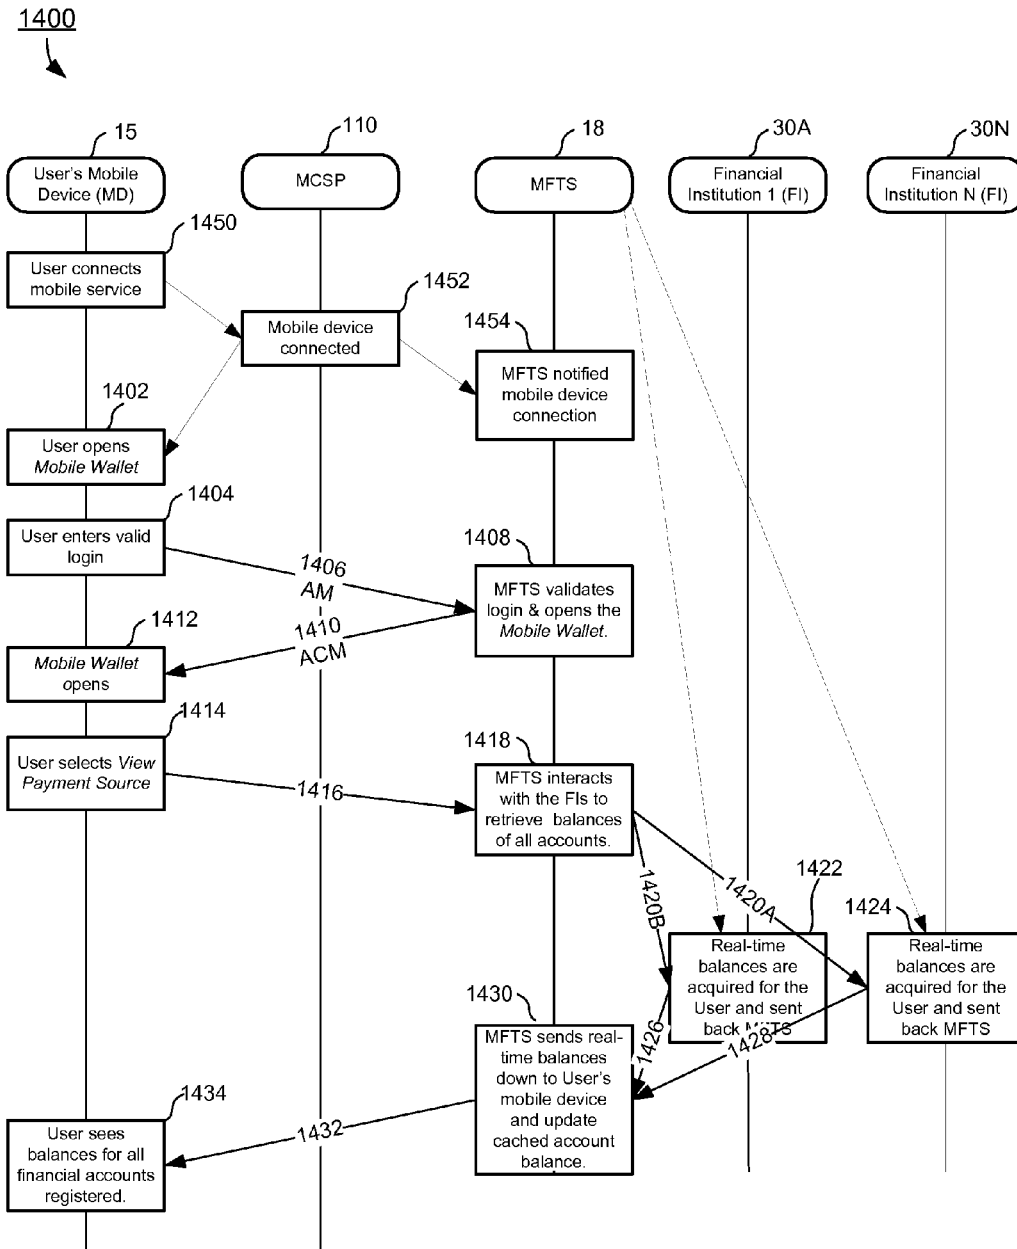 1400
15
110
18
30A
30N
User's Mobile
Device (MD)
MCSP
MFTS
Financial
Institution 1 (FI)
Financial
Institution N (FI)
1450
User connects
mobile service
1452
Mobile device
connected
1454
MFTS notified
mobile device
connection
1402
User opens
Mobile Wallet
1404
User enters valid
login
1406
AM
1408
MFTS validates
login & opens the
Mobile Wallet.
1410
ACM
1412
Mobile Wallet
opens
1414
User selects View
Payment Source
1416
1418
MFTS interacts
with the FIs to
retrieve balances
of all accounts.
1420B
1420A
1422
Real-time
balances are
acquired for the
User and sent
back MFTS
1424
Real-time
balances are
acquired for the
User and sent
back MFTS
1426
1428
1430
MFTS sends real-
time balances
down to User's
mobile device
and update
cached account
balance.
1432
1434
User sees
balances for all
financial accounts
registered.